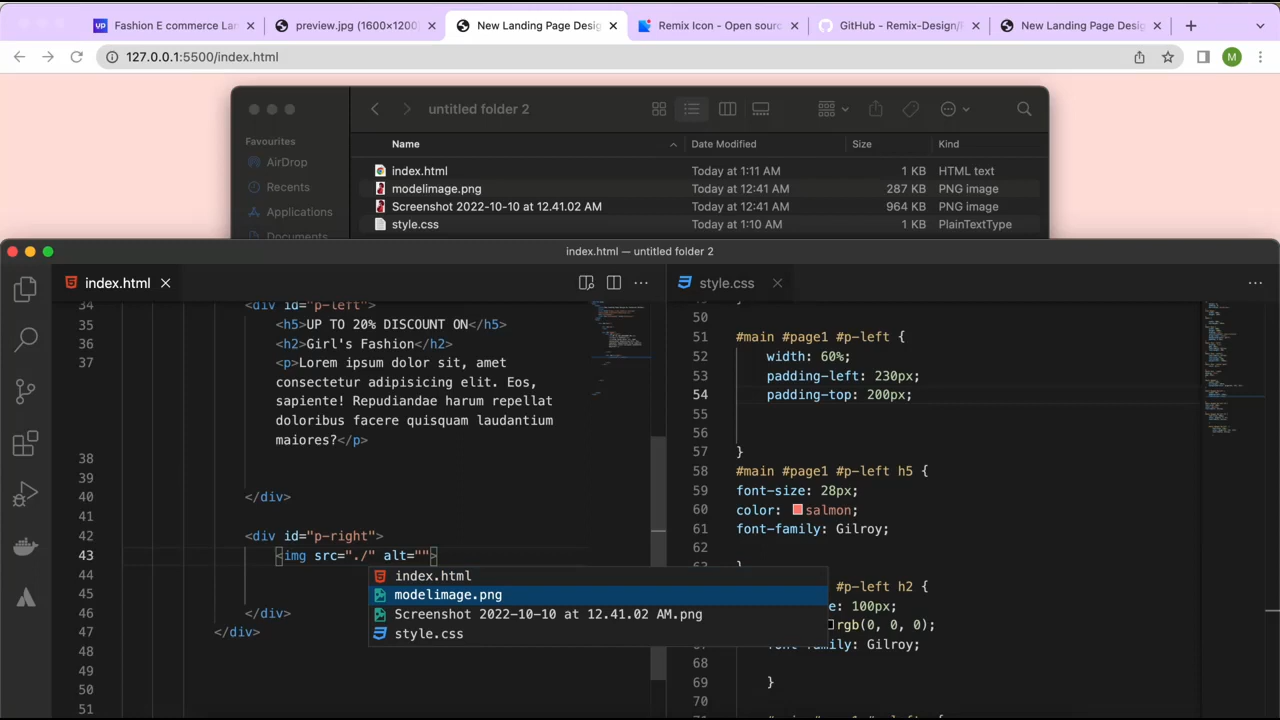 Fashion E commerce Lan
preview.jpg (1600×1200)
New Landing Page Desig
Remix Icon - Open sourc
GitHub - Remix-Design/
New Landing Page Desig
127.0.0.1:5500/index.html
M
untitled folder 2
Favourites
AirDrop
Recents
Applications
Documents
Name Date Modified Size Kind
index.html Today at 1:11 AM 1 KB HTML text
modelimage.png Today at 12:41 AM 287 KB PNG image
Screenshot 2022-10-10 at 12.41.02 AM Today at 12:41 AM 964 KB PNG image
style.css Today at 1:10 AM 1 KB PlainTextType
index.html — untitled folder 2
index.html
34 <div id="p-left">
35 <h5>UP TO 20% DISCOUNT ON</h5>
36 <h2>Girl's Fashion</h2>
37 <p>Lorem ipsum dolor sit, amet
consectetur adipisicing elit. Eos,
sapiente! Repudiandae harum repellat
doloribus facere quisquam laudantium
maiores?</p>
38
39
40 </div>
41
42 <div id="p-right">
43 <img src="./" alt="">
44
45
46 </div>
47 </div>
48
49
50
51
index.html
modelimage.png
Screenshot 2022-10-10 at 12.41.02 AM.png
style.css
style.css
50
51 #main #page1 #p-left {
52 width: 60%;
53 padding-left: 230px;
54 padding-top: 200px;
55
56
57 }
58 #main #page1 #p-left h5 {
59 font-size: 28px;
60 color: salmon;
61 font-family: Gilroy;
62
63 }
#p-left h2 {
e: 100px;
rgb(0, 0, 0);
font-family: Gilroy;
68
69 }
70